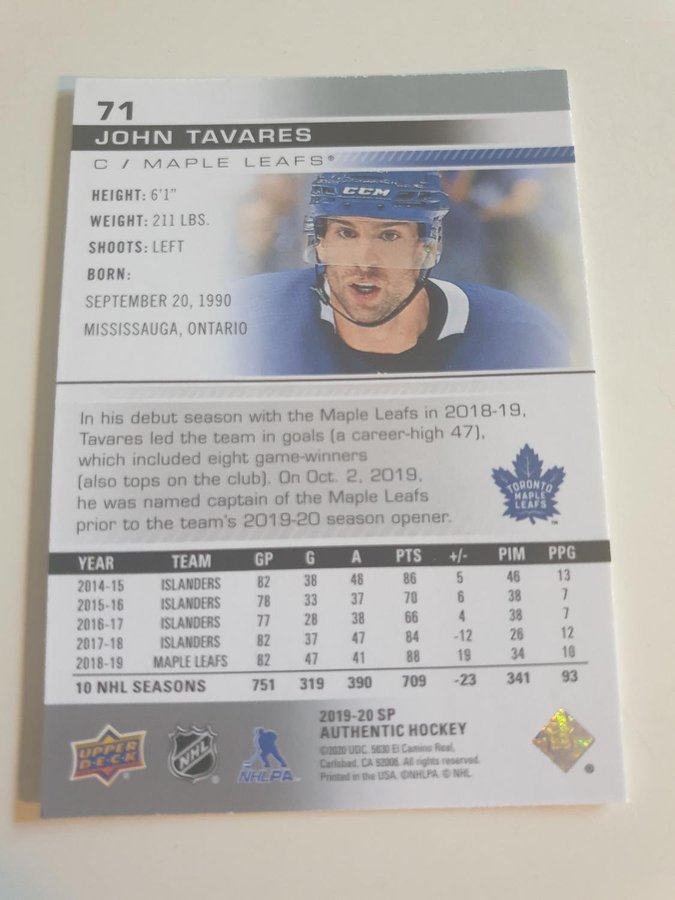 71
JOHN TAVARES
C / MAPLE LEAFS®
CCM
HEIGHT: 6'1"
WEIGHT: 211 LBS.
SHOOTS: LEFT
BORN:
SEPTEMBER 20, 1990
MISSISSAUGA, ONTARIO
In his debut season with the Maple Leafs in 2018-19,
Tavares led the team in goals (a career-high 47),
which included eight game-winners
(also tops on the club). On Oct. 2, 2019,
he was named captain of the Maple Leafs
prior to the team's 2019-20 season opener.
TORONTO
MAPLE
LEAFS
™
YEAR TEAM GP G A PTS +/- PIM PPG
2014-15 ISLANDERS 82 38 48 86 5 46 13
2015-16 ISLANDERS 78 33 37 70 6 38 7
2016-17 ISLANDERS 77 28 38 66 4 38 7
2017-18 ISLANDERS 82 37 47 84 -12 26 12
2018-19 MAPLE LEAFS 82 47 41 88 19 34 10
10 NHL SEASONS 751 319 390 709 -23 341 93
UPPER
DECK
NHL
NHLPA
2019-20 SP
AUTHENTIC HOCKEY
©2020 UDC. 5830 El Camino Real,
Carlsbad, CA 92008. All rights reserved.
Printed in the USA. ©NHLPA. © NHL.
®